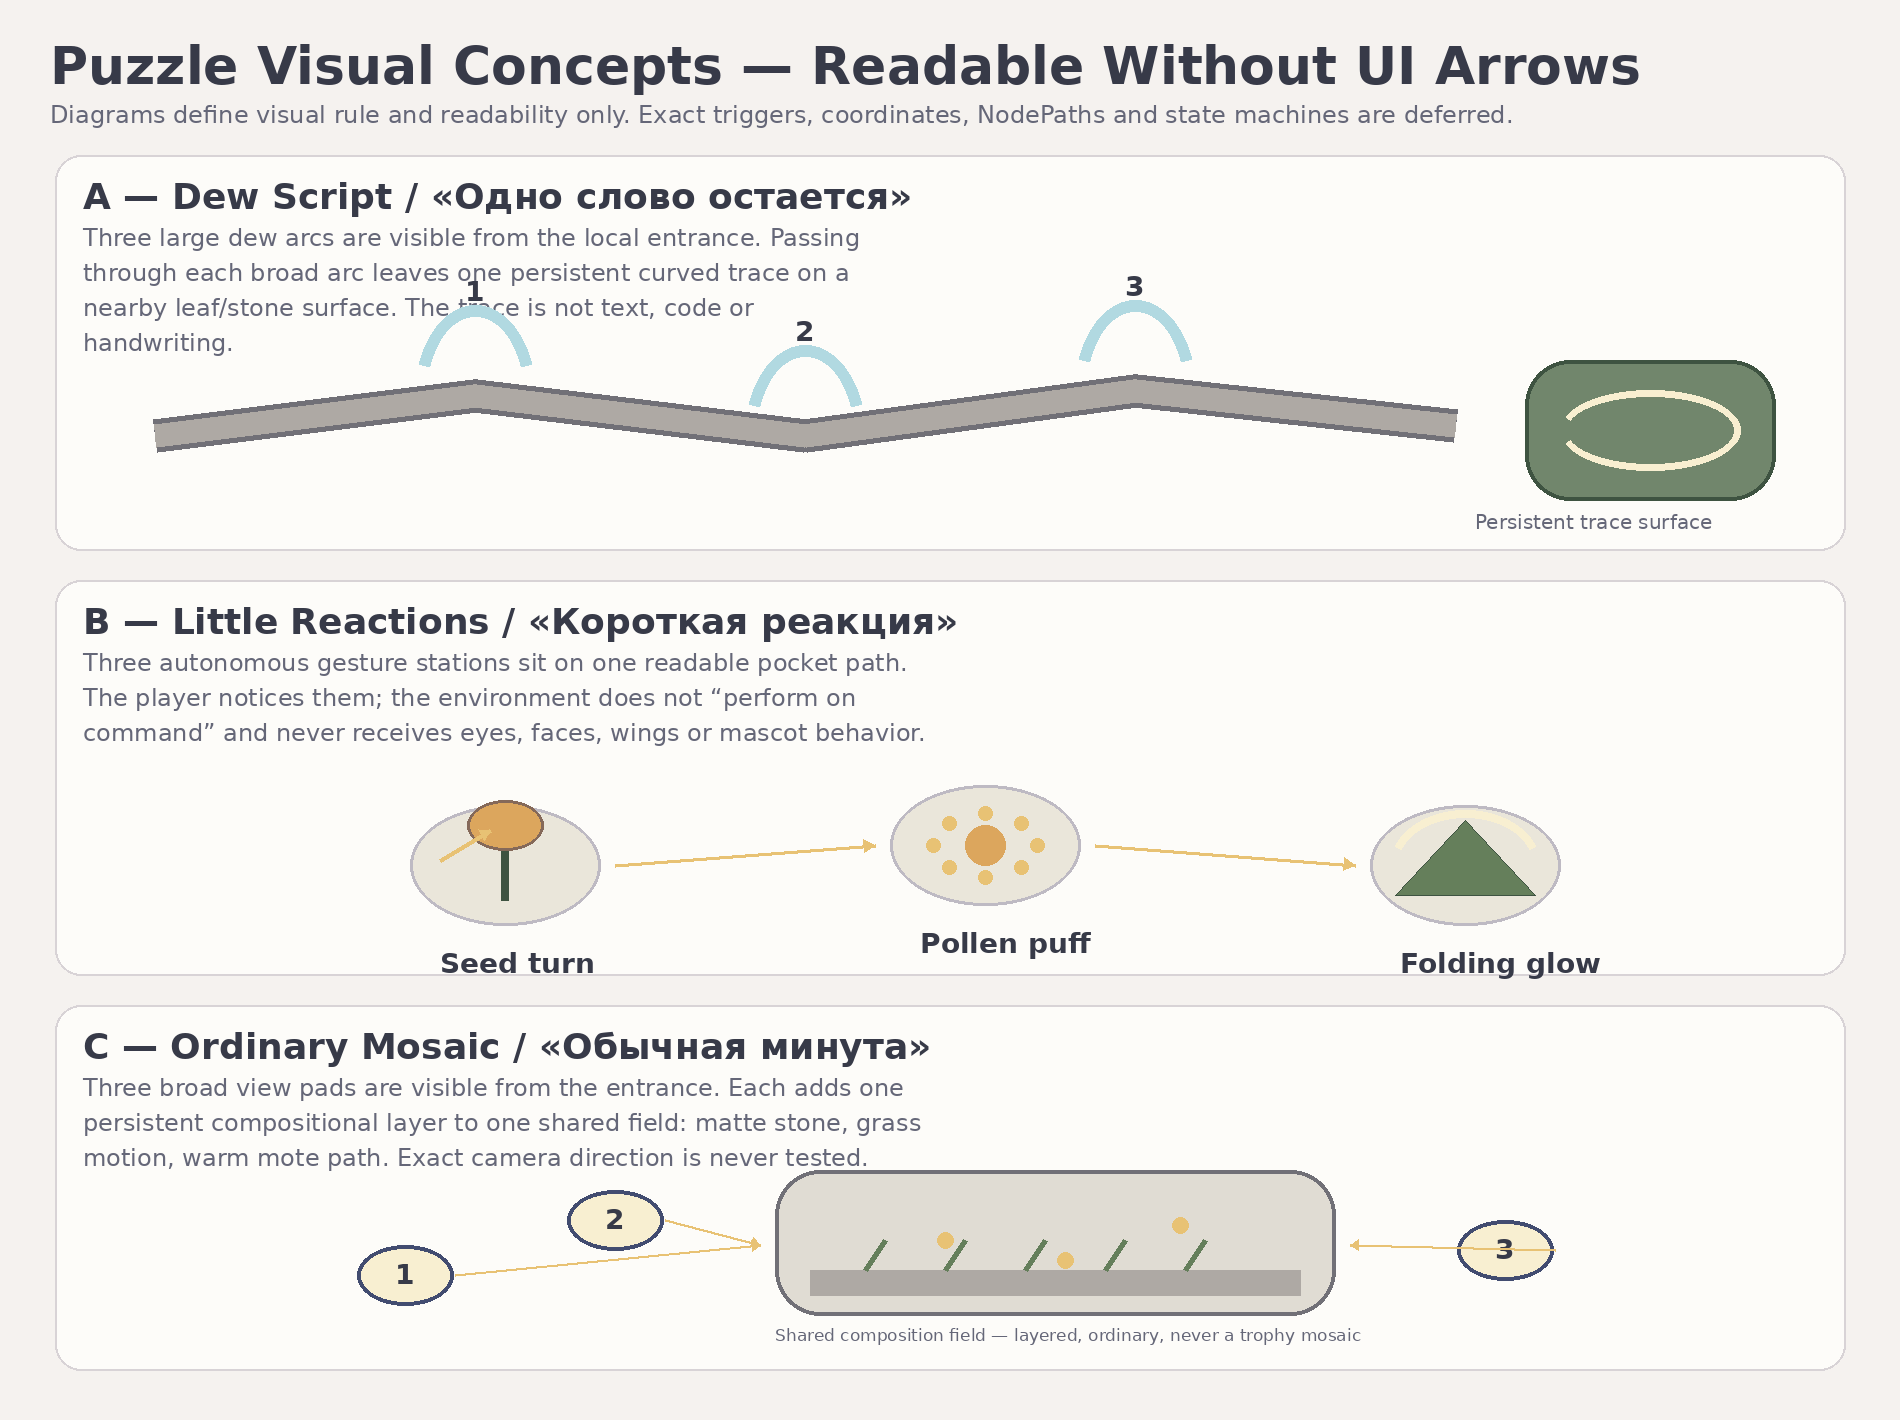 Puzzle Visual Concepts — Readable Without UI Arrows
Diagrams define visual rule and readability only. Exact triggers, coordinates, NodePaths and state machines are deferred.
A — Dew Script / «Одно слово остается»
Three large dew arcs are visible from the local entrance. Passing
through each broad arc leaves one persistent curved trace on a
nearby leaf/stone surface. The trace is not text, code or
handwriting.
1
2
3
Persistent trace surface
B — Little Reactions / «Короткая реакция»
Three autonomous gesture stations sit on one readable pocket path.
The player notices them; the environment does not “perform on
command” and never receives eyes, faces, wings or mascot behavior.
Seed turn
Pollen puff
Folding glow
C — Ordinary Mosaic / «Обычная минута»
Three broad view pads are visible from the entrance. Each adds one
persistent compositional layer to one shared field: matte stone, grass
motion, warm mote path. Exact camera direction is never tested.
1
2
3
Shared composition field — layered, ordinary, never a trophy mosaic